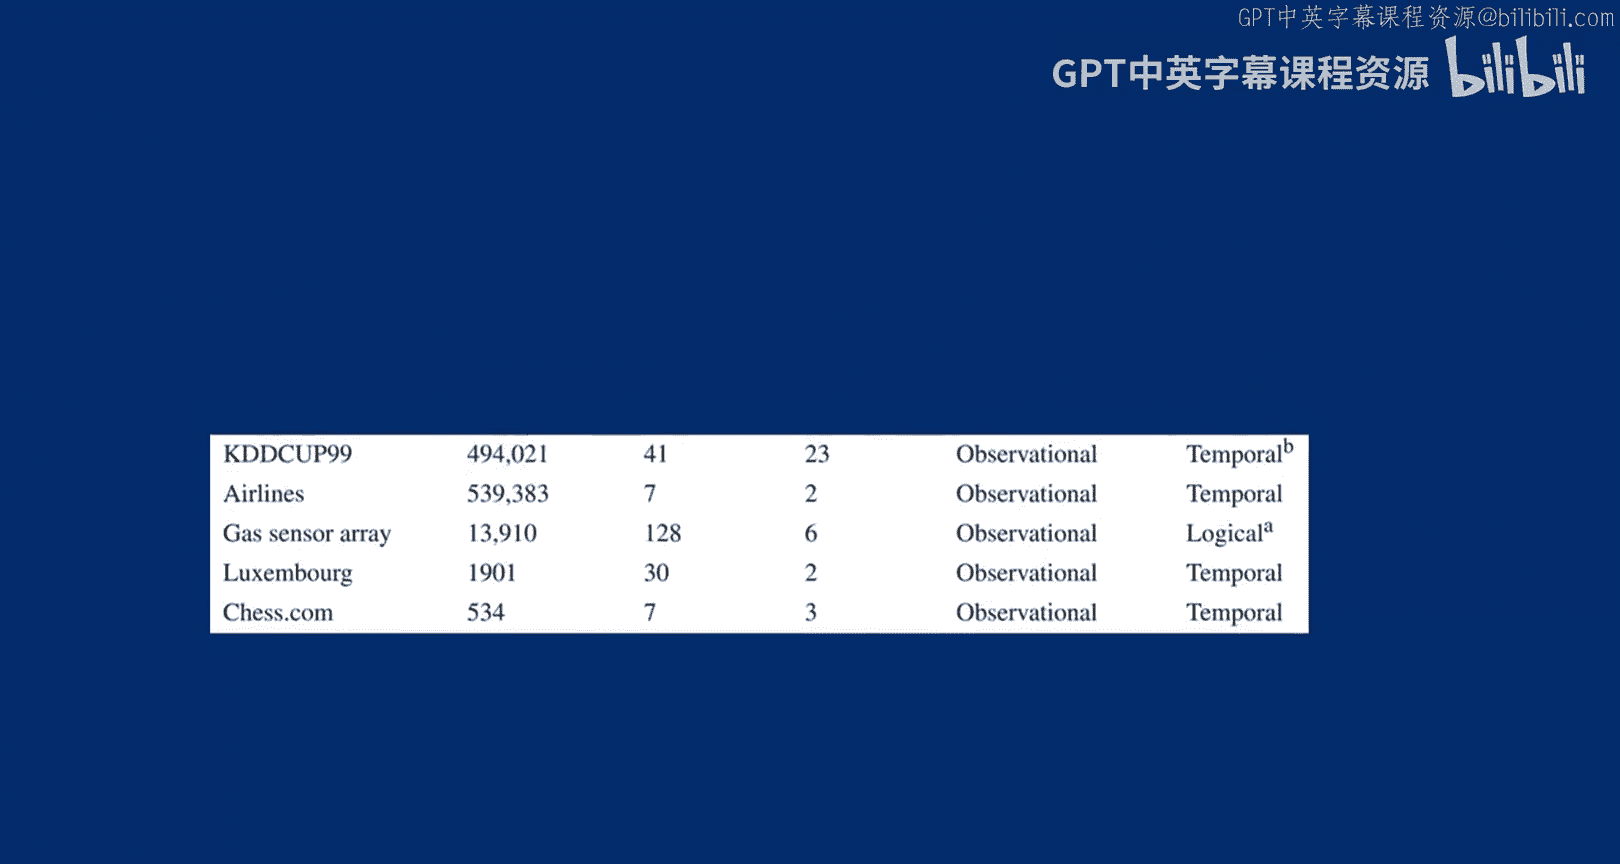 GPT中英字幕课程资源@bilibili.com
GPT中英字幕课程资源 bilibili
KDDCUP99 494,021 41 23 Observational Temporalb
Airlines 539,383 7 2 Observational Temporal
Gas sensor array 13,910 128 6 Observational Logicala
Luxembourg 1901 30 2 Observational Temporal
Chess.com 534 7 3 Observational Temporal